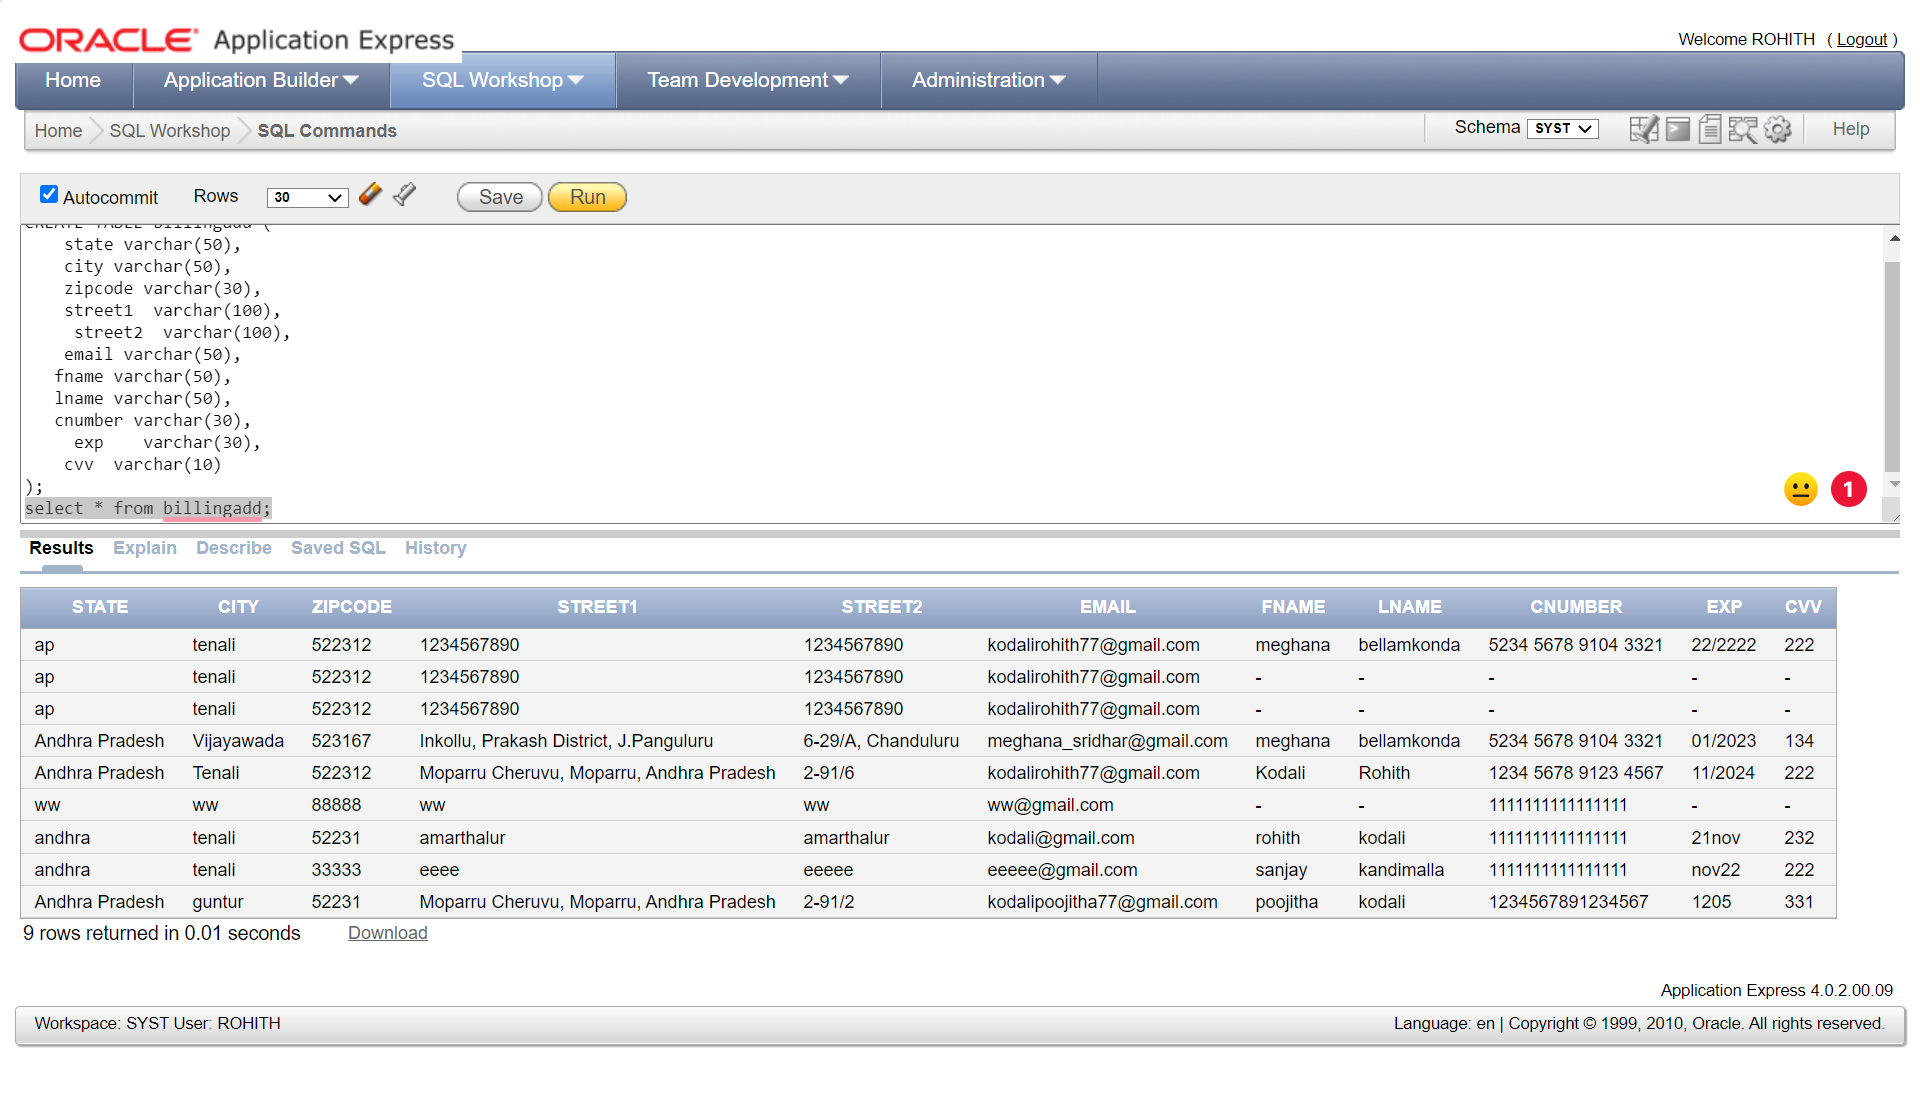 ORACLE Application Express
Welcome ROHITH ( Logout )
Home Application Builder SQL Workshop Team Development Administration
Home SQL Workshop SQL Commands Schema SYST Help
Autocommit Rows 30 Save Run
CREATE TABLE billingadd (
state varchar(50),
city varchar(50),
zipcode varchar(30),
street1 varchar(100),
street2 varchar(100),
email varchar(50),
fname varchar(50),
lname varchar(50),
cnumber varchar(30),
exp varchar(30),
cvv varchar(10)
);
1
select * from billingadd;
Results Explain Describe Saved SQL History
STATE CITY ZIPCODE STREET1 STREET2 EMAIL FNAME LNAME CNUMBER EXP CVV
ap tenali 522312 1234567890 1234567890 kodalirohith77@gmail.com meghana bellamkonda 5234 5678 9104 3321 22/2222 222
ap tenali 522312 1234567890 1234567890 kodalirohith77@gmail.com - - - - -
ap tenali 522312 1234567890 1234567890 kodalirohith77@gmail.com - - - - -
Andhra Pradesh Vijayawada 523167 Inkollu, Prakash District, J.Panguluru 6-29/A, Chanduluru meghana_sridhar@gmail.com meghana bellamkonda 5234 5678 9104 3321 01/2023 134
Andhra Pradesh Tenali 522312 Moparru Cheruvu, Moparru, Andhra Pradesh 2-91/6 kodalirohith77@gmail.com Kodali Rohith 1234 5678 9123 4567 11/2024 222
ww ww 88888 ww ww ww@gmail.com - - 1111111111111111 - -
andhra tenali 52231 amarthalur amarthalur kodali@gmail.com rohith kodali 1111111111111111 21nov 232
andhra tenali 33333 eeee eeeee eeeee@gmail.com sanjay kandimalla 1111111111111111 nov22 222
Andhra Pradesh guntur 52231 Moparru Cheruvu, Moparru, Andhra Pradesh 2-91/2 kodalipoojitha77@gmail.com poojitha kodali 1234567891234567 1205 331
9 rows returned in 0.01 seconds Download
Application Express 4.0.2.00.09
Workspace: SYST User: ROHITH Language: en | Copyright © 1999, 2010, Oracle. All rights reserved.